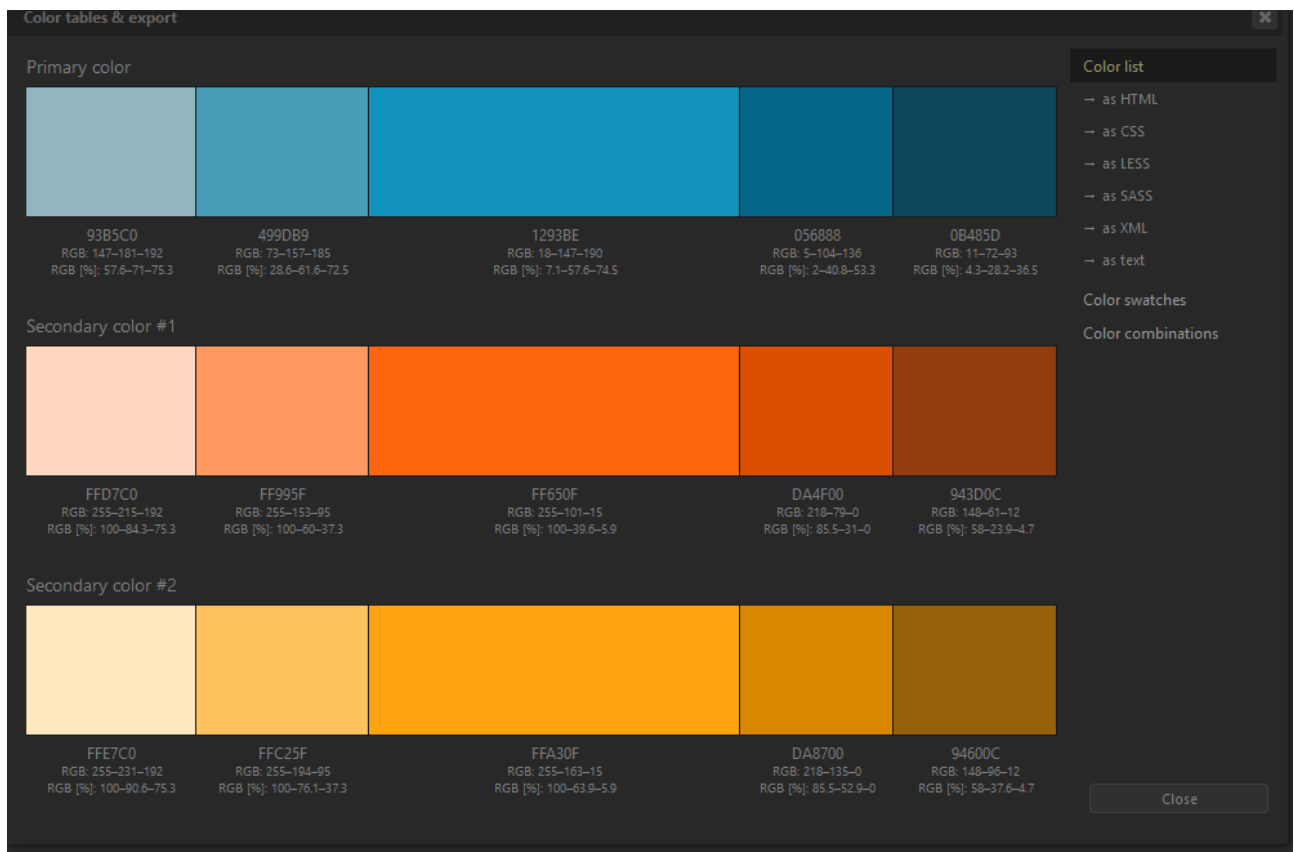 Color tables & export
Primary color
93B5C0 499DB9 1293BE 056888 0B485D
RGB: 147–181–192 RGB: 73–157–185 RGB: 18–147–190 RGB: 5–104–136 RGB: 11–72–93
RGB [%]: 57.6–71–75.3 RGB [%]: 28.6–61.6–72.5 RGB [%]: 7.1–57.6–74.5 RGB [%]: 2–40.8–53.3 RGB [%]: 4.3–28.2–36.5
Secondary color #1
FFD7C0 FF995F FF650F DA4F00 943D0C
RGB: 255–215–192 RGB: 255–153–95 RGB: 255–101–15 RGB: 218–79–0 RGB: 148–61–12
RGB [%]: 100–84.3–75.3 RGB [%]: 100–60–37.3 RGB [%]: 100–39.6–5.9 RGB [%]: 85.5–31–0 RGB [%]: 58–23.9–4.7
Secondary color #2
FFE7C0 FFC25F FFA30F DA8700 94600C
RGB: 255–231–192 RGB: 255–194–95 RGB: 255–163–15 RGB: 218–135–0 RGB: 148–96–12
RGB [%]: 100–90.6–75.3 RGB [%]: 100–76.1–37.3 RGB [%]: 100–63.9–5.9 RGB [%]: 85.5–52.9–0 RGB [%]: 58–37.6–4.7
Color list
→ as HTML
→ as CSS
→ as LESS
→ as SASS
→ as XML
→ as text
Color swatches
Color combinations
Close